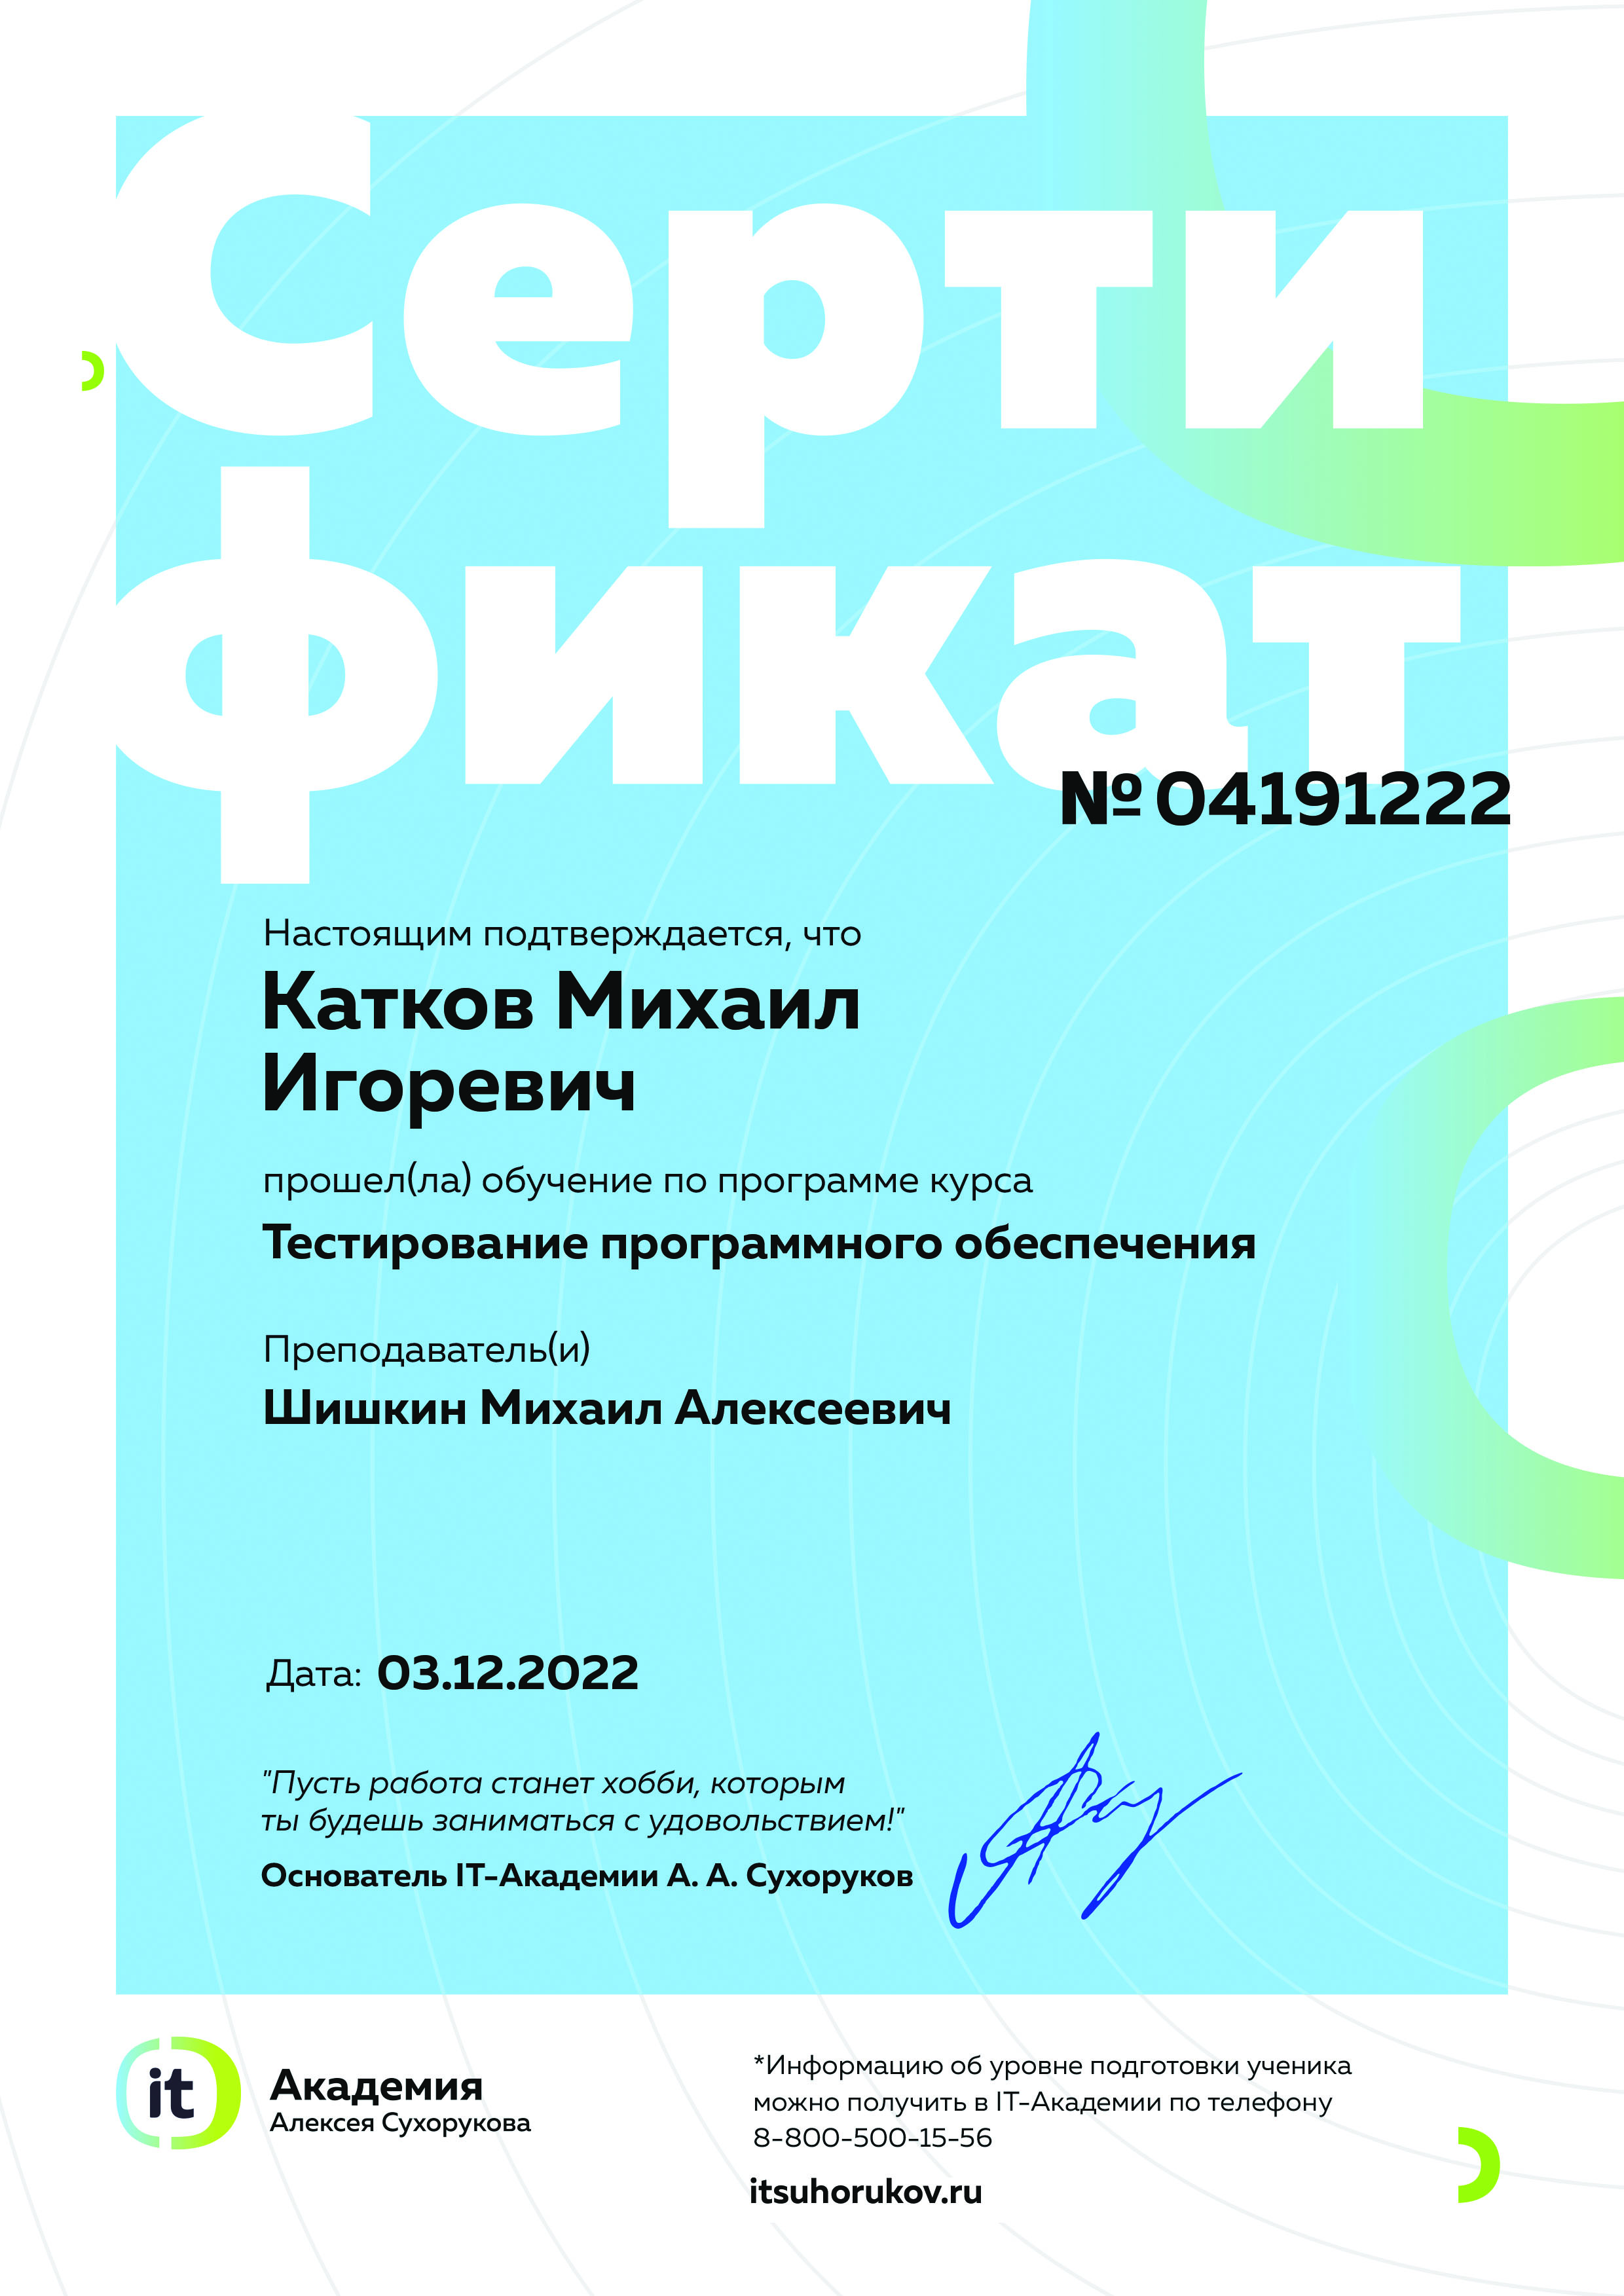 Серти
фикат
№ 04191222
Настоящим подтверждается, что
Катков Михаил
Игоревич
прошел(ла) обучение по программе курса
Тестирование программного обеспечения
Преподаватель(и)
Шишкин Михаил Алексеевич
Дата: 03.12.2022
"Пусть работа станет хобби, которым
ты будешь заниматься с удовольствием!"
Основатель IT-Академии А. А. Сухоруков
it
Академия
Алексея Сухорукова
*Информацию об уровне подготовки ученика
можно получить в IT-Академии по телефону
8-800-500-15-56
itsuhorukov.ru